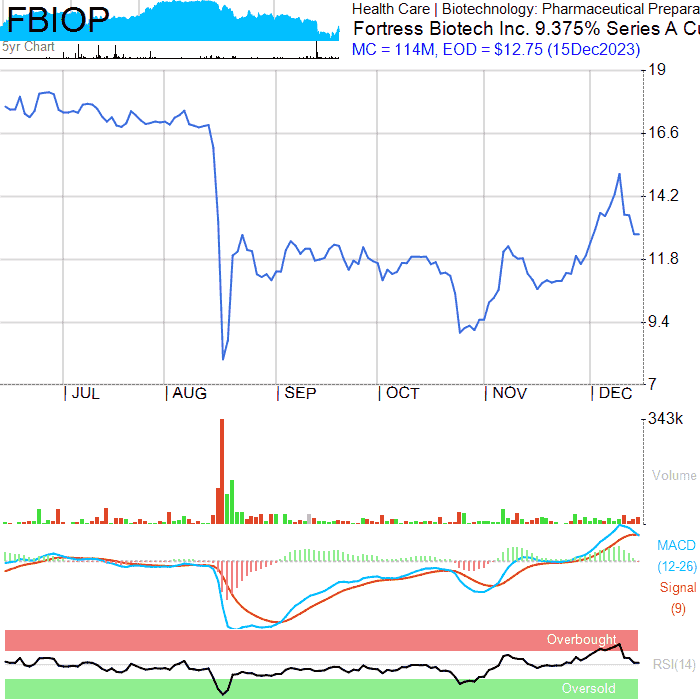 FBIOP
5yr Chart
Health Care | Biotechnology: Pharmaceutical Prepara
Fortress Biotech Inc. 9.375% Series A Cu
MC = 114M, EOD = $12.75 (15Dec2023)
19
16.6
14.2
11.8
9.4
7
| JUL | AUG | SEP | OCT | NOV | DEC
343k
Volume
MACD
(12-26)
Signal
(9)
Overbought
RSI(14)
Oversold